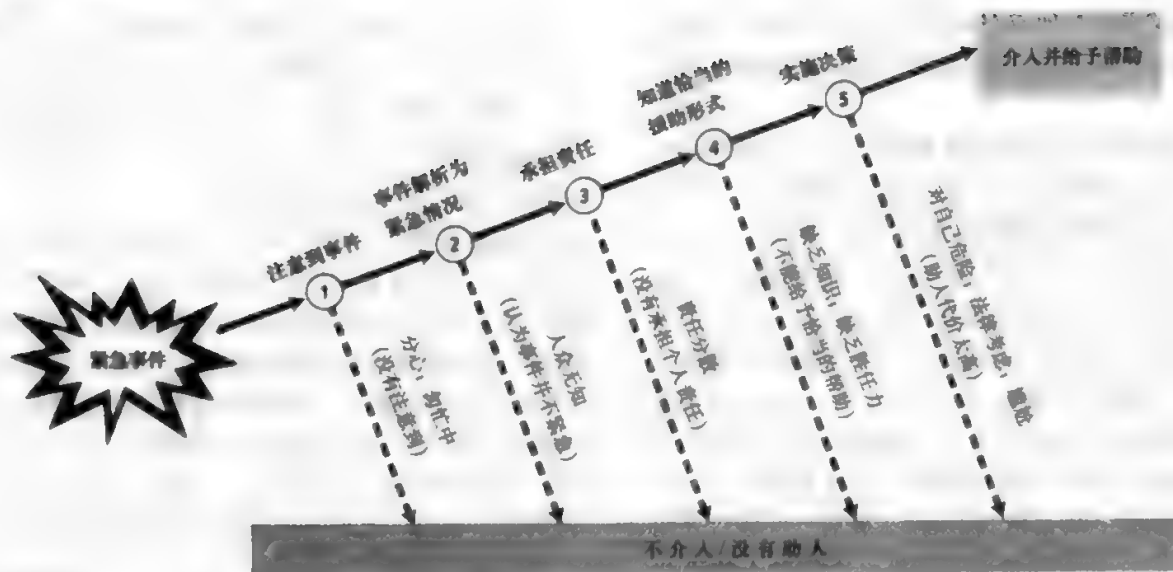 介入并给予帮助
实施决策
5
知道恰当的
援助形式
4
承担责任
3
事件解析为
紧急情况
2
注意到事件
1
紧急事件
分心；匆忙中
（没有注意到）
人众无知
（认为事件并不紧急）
责任分散
（没有承担个人责任）
缺乏知识；缺乏胜任力
（不能给予恰当的帮助）
对自己危险；法律考虑；尴尬
（助人代价太高）
不介入/没有助人